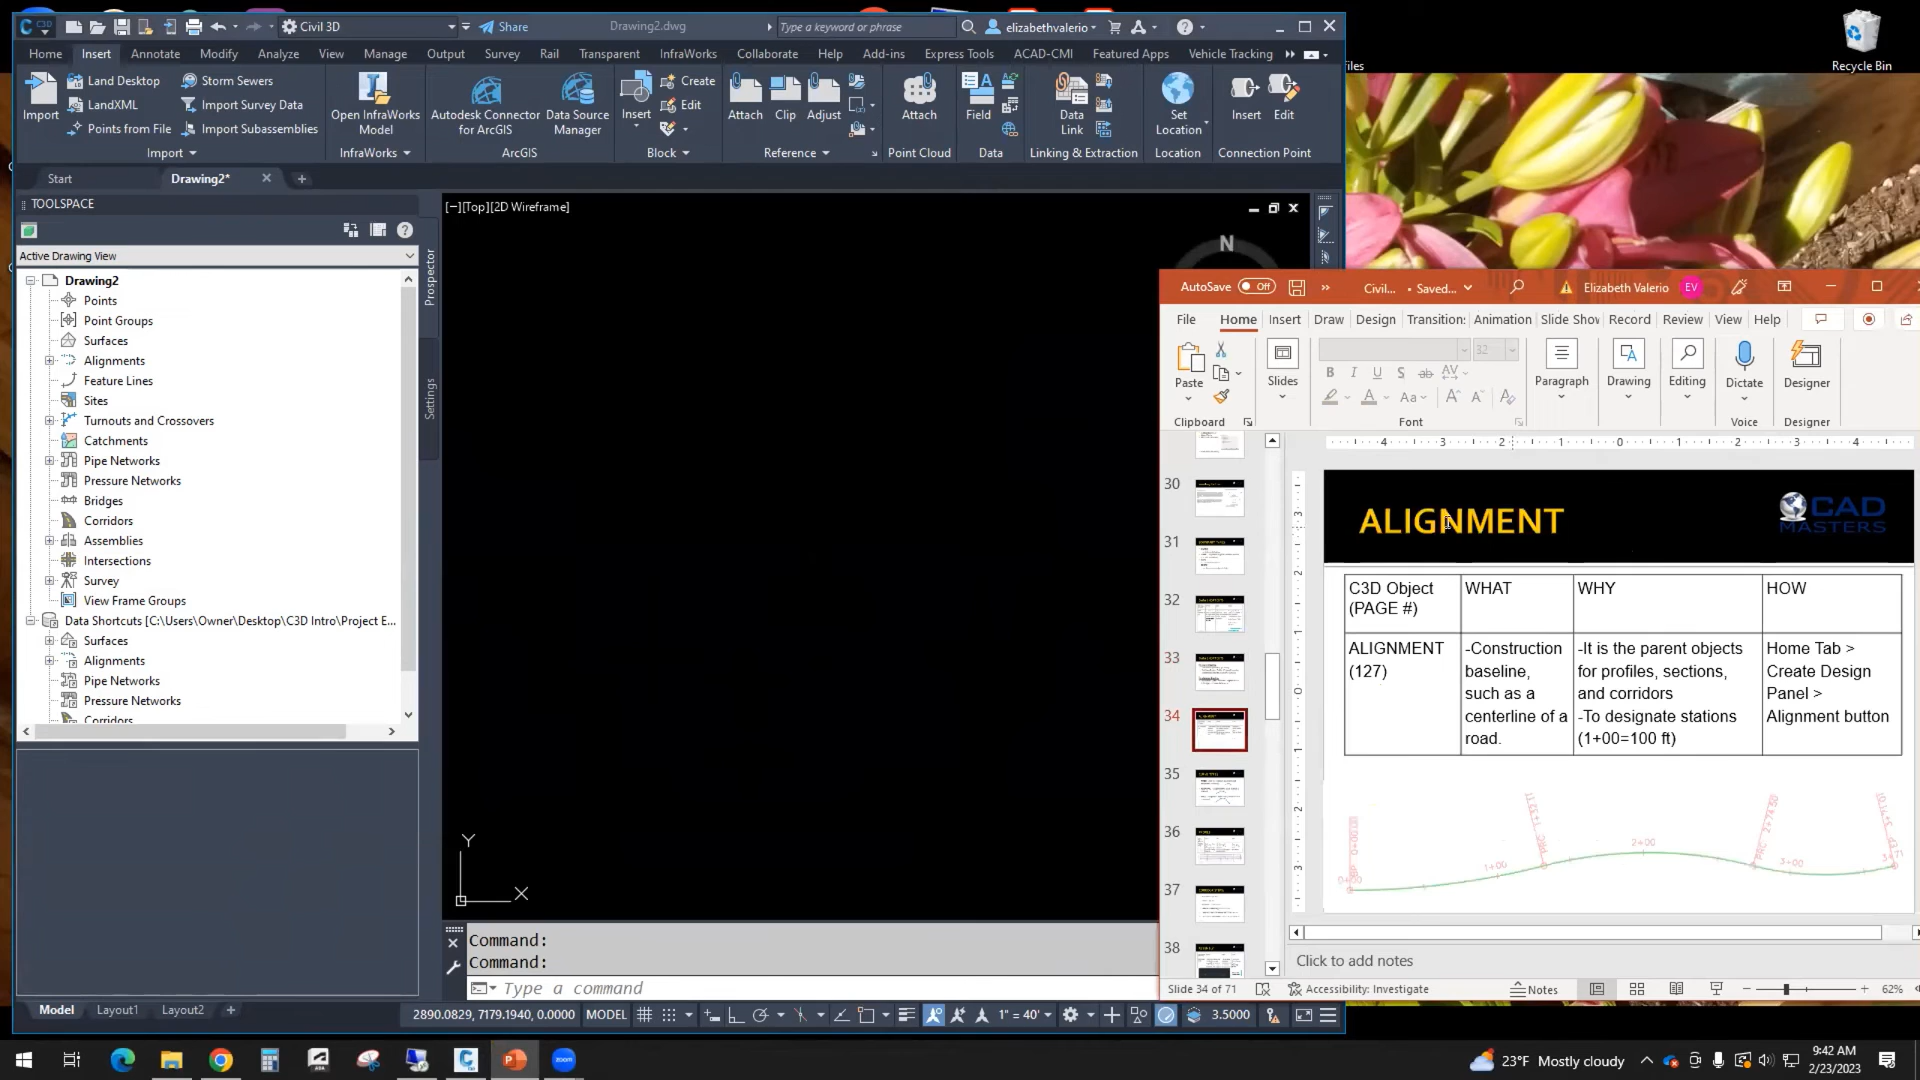 C3D
Civil 3D
Share
Drawing2.dwg
Type a keyword or phrase
elizabethvalerio
Home Insert Annotate Modify Analyze View Manage Output Survey Rail Transparent InfraWorks Collaborate Help Add-ins Express Tools ACAD-CMI Featured Apps Vehicle Tracking
Import
Land Desktop
LandXML
Points from File
Storm Sewers
Import Survey Data
Import Subassemblies
Import
Open InfraWorks
Model
InfraWorks
Autodesk Connector
for ArcGIS
Data Source
Manager
ArcGIS
Insert
Create
Edit
Block
Attach
Clip
Adjust
Reference
Attach
Point Cloud
Field
Data
Data
Link
Linking & Extraction
Set
Location
Location
Insert
Edit
Connection Point
Start
Drawing2*
TOOLSPACE
Active Drawing View
Prospector
Settings
Drawing2
Points
Point Groups
Surfaces
Alignments
Feature Lines
Sites
Turnouts and Crossovers
Catchments
Pipe Networks
Pressure Networks
Bridges
Corridors
Assemblies
Intersections
Survey
View Frame Groups
Data Shortcuts [C:\Users\Owner\Desktop\C3D Intro\Project E...
Surfaces
Alignments
Pipe Networks
Pressure Networks
Corridors
[−][Top][2D Wireframe]
N
Y
X
Command:
Command:
Type a command
Model
Layout1
Layout2
2890.0829, 7179.1940, 0.0000
MODEL
1" = 40'
3.5000
Files
Recycle Bin
AutoSave Off
Civil... • Saved...
Elizabeth Valerio
EV
File Home Insert Draw Design Transition: Animation Slide Show Record Review View Help
Paste
Clipboard
Slides
32
Font
Paragraph
Drawing
Editing
Dictate
Voice
Designer
Designer
30
31
32
33
34
35
36
37
38
ALIGNMENT
CAD
MASTERS
C3D Object
(PAGE #)
WHAT
WHY
HOW
ALIGNMENT
(127)
-Construction
baseline,
such as a
centerline of a
road.
-It is the parent objects
for profiles, sections,
and corridors
-To designate stations
(1+00=100 ft)
Home Tab >
Create Design
Panel >
Alignment button
1+00
2+00
3+00
Click to add notes
Slide 34 of 71
Accessibility: Investigate
Notes
62%
zoom
23°F Mostly cloudy
9:42 AM
2/23/2023